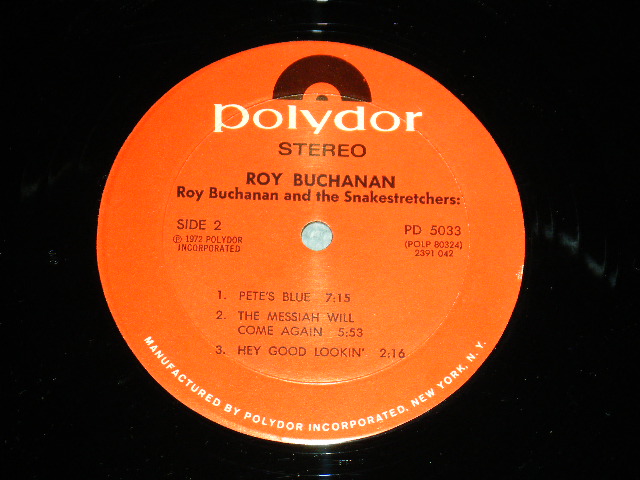 polydor
STEREO
ROY BUCHANAN
Roy Buchanan and the Snakestretchers:
SIDE 2
℗ 1972 POLYDOR
INCORPORATED
PD 5033
(POLP 80324)
2391 042
1. PETE'S BLUE 7:15
2. THE MESSIAH WILL
COME AGAIN 5:53
3. HEY GOOD LOOKIN' 2:16
MANUFACTURED BY POLYDOR INCORPORATED, NEW YORK, N.Y.